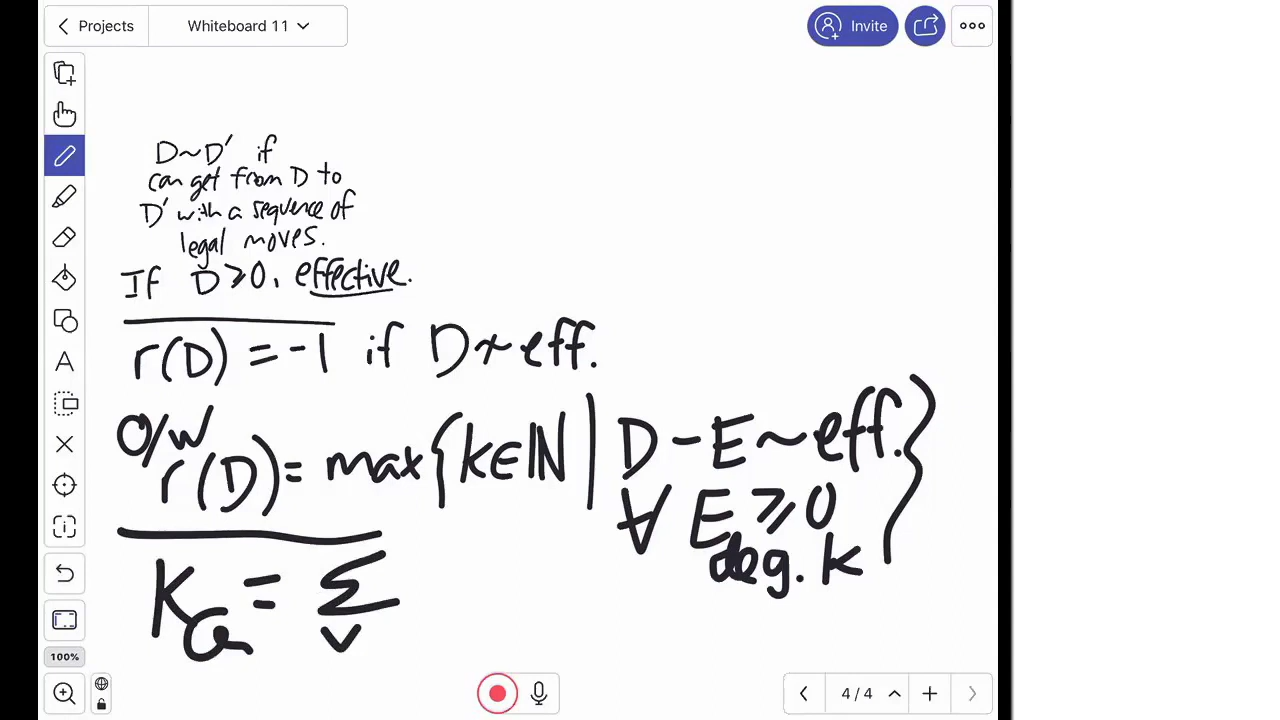 Projects
Whiteboard 11
Invite
D~D' if
can get from D to
D' with a sequence of
legal moves.
If D≥0, effective.
r(D) = -1 if D≁eff.
O/W
r(D) = max{k∈ℕ | D-E~eff.
∀ E≥0
deg. k}
K_G = Σ
v
A
100%
4/4